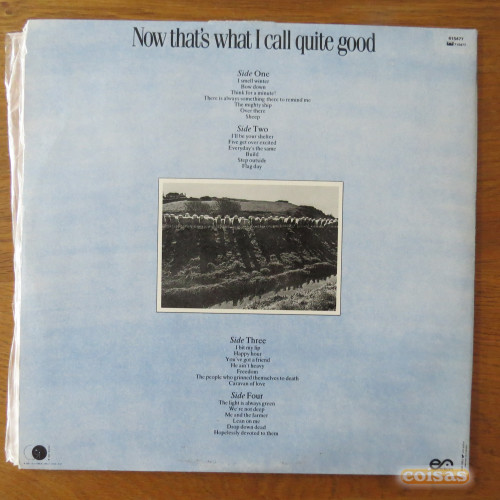 Now that's what I call quite good
Side One
I smell winter
Bow down
Think for a minute!
There is always something there to remind me
The mighty ship
Over there
Sheep
Side Two
I'll be your shelter
Five get over excited
Everyday's the same
Build
Step outside
Flag day
Side Three
I hit my lip
Happy hour
You've got a friend
He ain't heavy
Freedom
The people who grinned themselves to death
Caravan of love
Side Four
The light is always green
We're not deep
Me and the farmer
Lean on me
Drop down dead
Hopelessly devoted to them
coisas